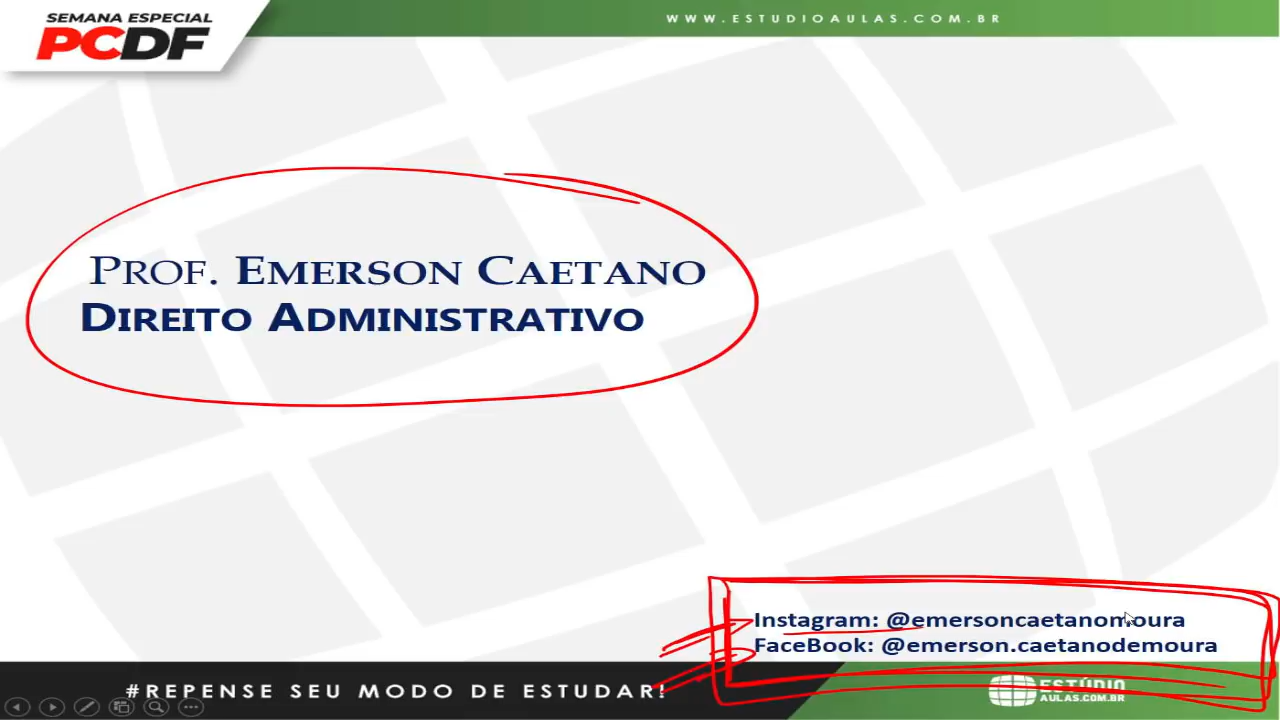 SEMANA ESPECIAL
PCDF
WWW.ESTUDIOAULAS.COM.BR
PROF. EMERSON CAETANO
DIREITO ADMINISTRATIVO
Instagram: @emersoncaetanomoura
FaceBook: @emerson.caetanodemoura
#REPENSE SEU MODO DE ESTUDAR!
ESTÚDIO
AULAS.COM.BR